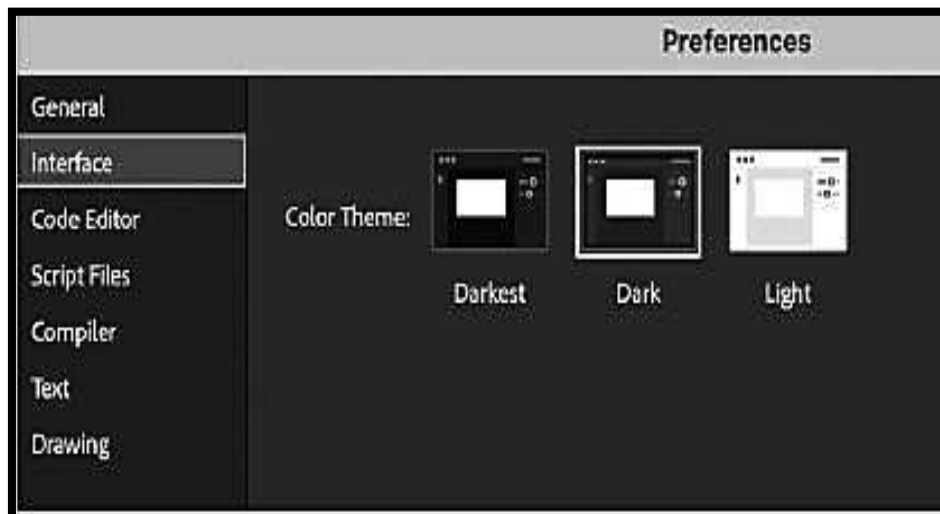 Preferences
General
Interface
Code Editor
Script Files
Compiler
Text
Drawing
Color Theme:
Darkest
Dark
Light